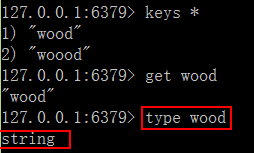 127.0.0.1:6379> keys *
1) "wood"
2) "woood"
127.0.0.1:6379> get wood
"wood"
127.0.0.1:6379> type wood
string